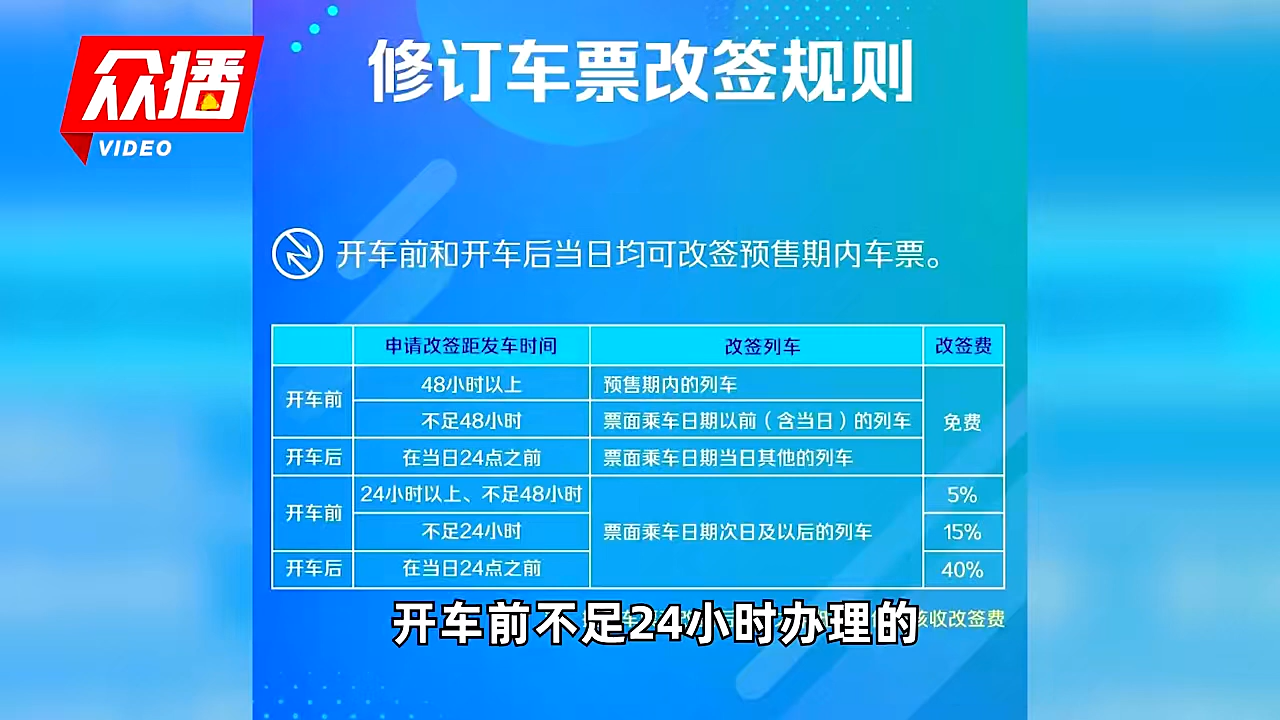 众播
VIDEO
修订车票改签规则
开车前和开车后当日均可改签预售期内车票。
申请改签距发车时间 改签列车 改签费
开车前 48小时以上 预售期内的列车 免费
不足48小时 票面乘车日期以前（含当日）的列车
开车后 在当日24点之前 票面乘车日期当日其他的列车
开车前 24小时以上、不足48小时 票面乘车日期次日及以后的列车 5%
不足24小时 15%
开车后 在当日24点之前 40%
核收改签费
开车前不足24小时办理的